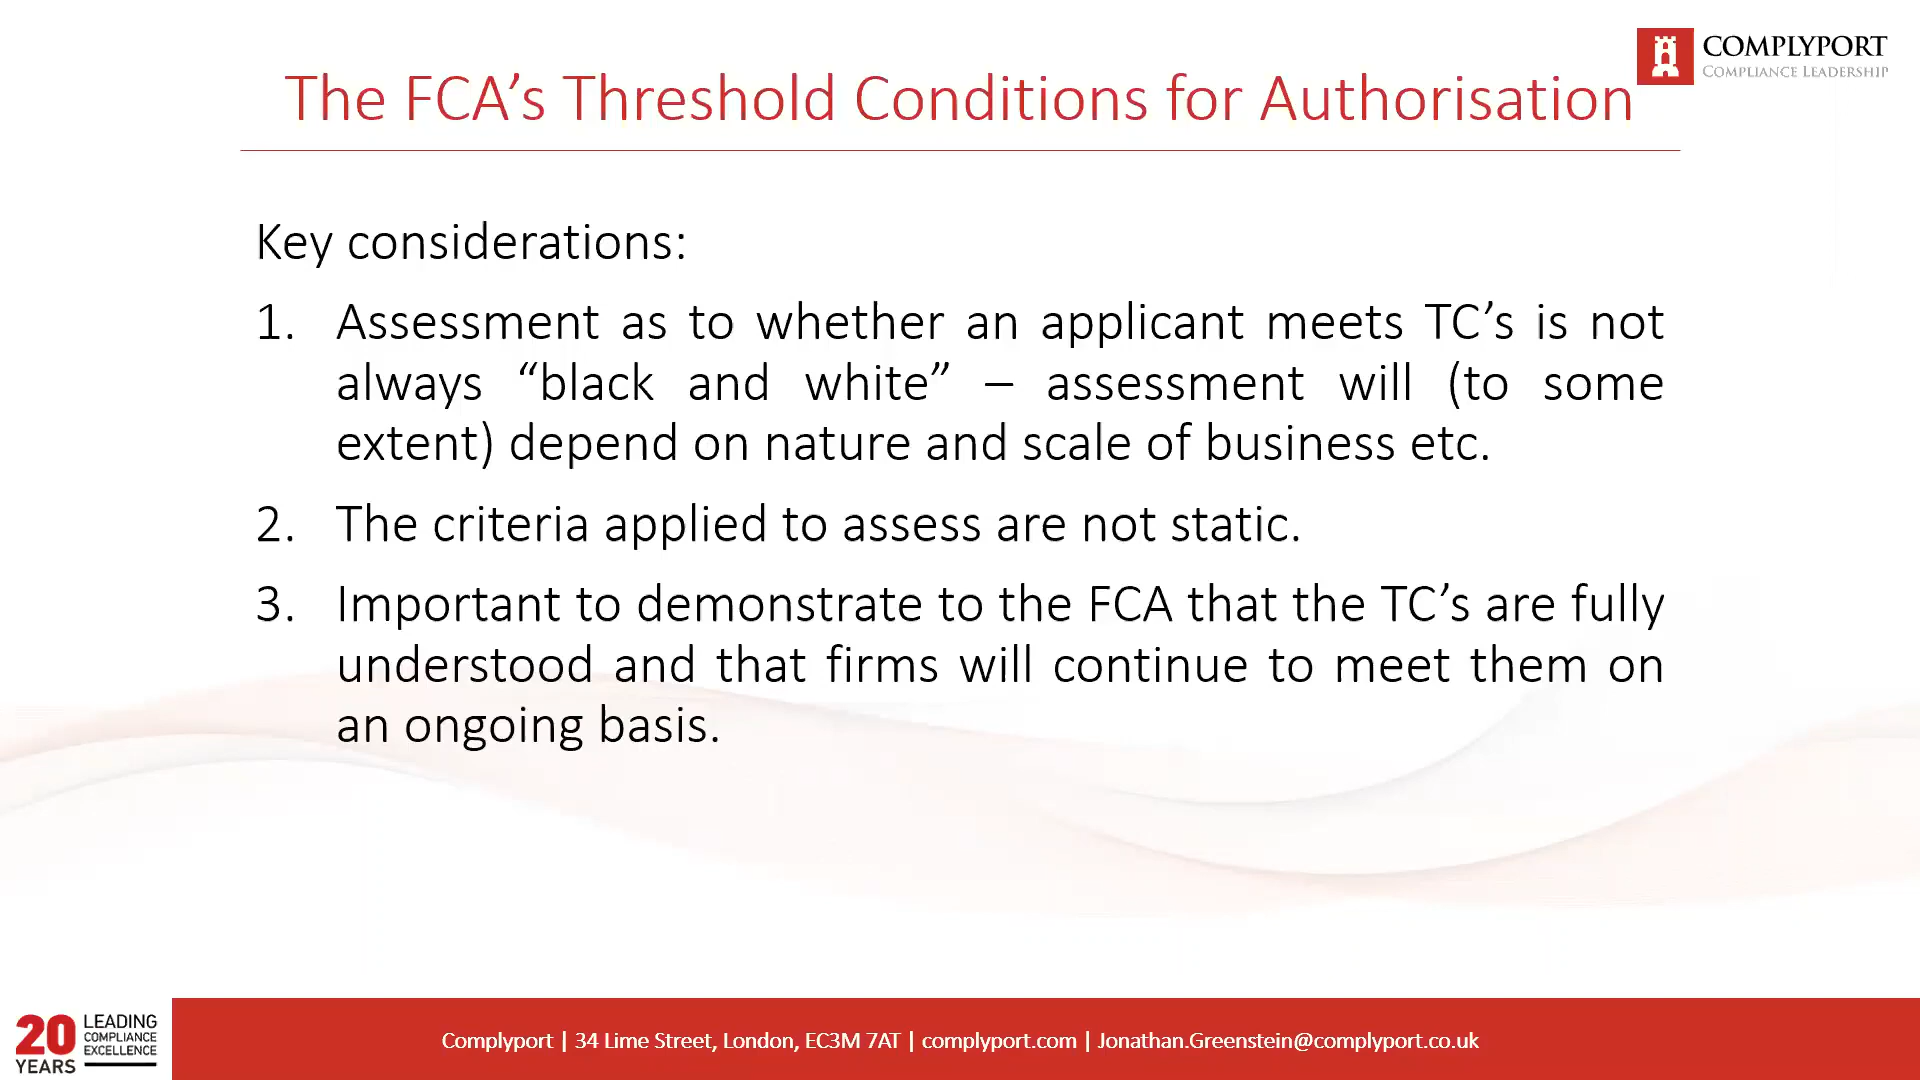 COMPLYPORT
COMPLIANCE LEADERSHIP
The FCA’s Threshold Conditions for Authorisation
Key considerations:
1. Assessment as to whether an applicant meets TC’s is not
always “black and white” – assessment will (to some
extent) depend on nature and scale of business etc.
2. The criteria applied to assess are not static.
3. Important to demonstrate to the FCA that the TC’s are fully
understood and that firms will continue to meet them on
an ongoing basis.
20 YEARS
LEADING
COMPLIANCE
EXCELLENCE
Complyport | 34 Lime Street, London, EC3M 7AT | complyport.com | Jonathan.Greenstein@complyport.co.uk